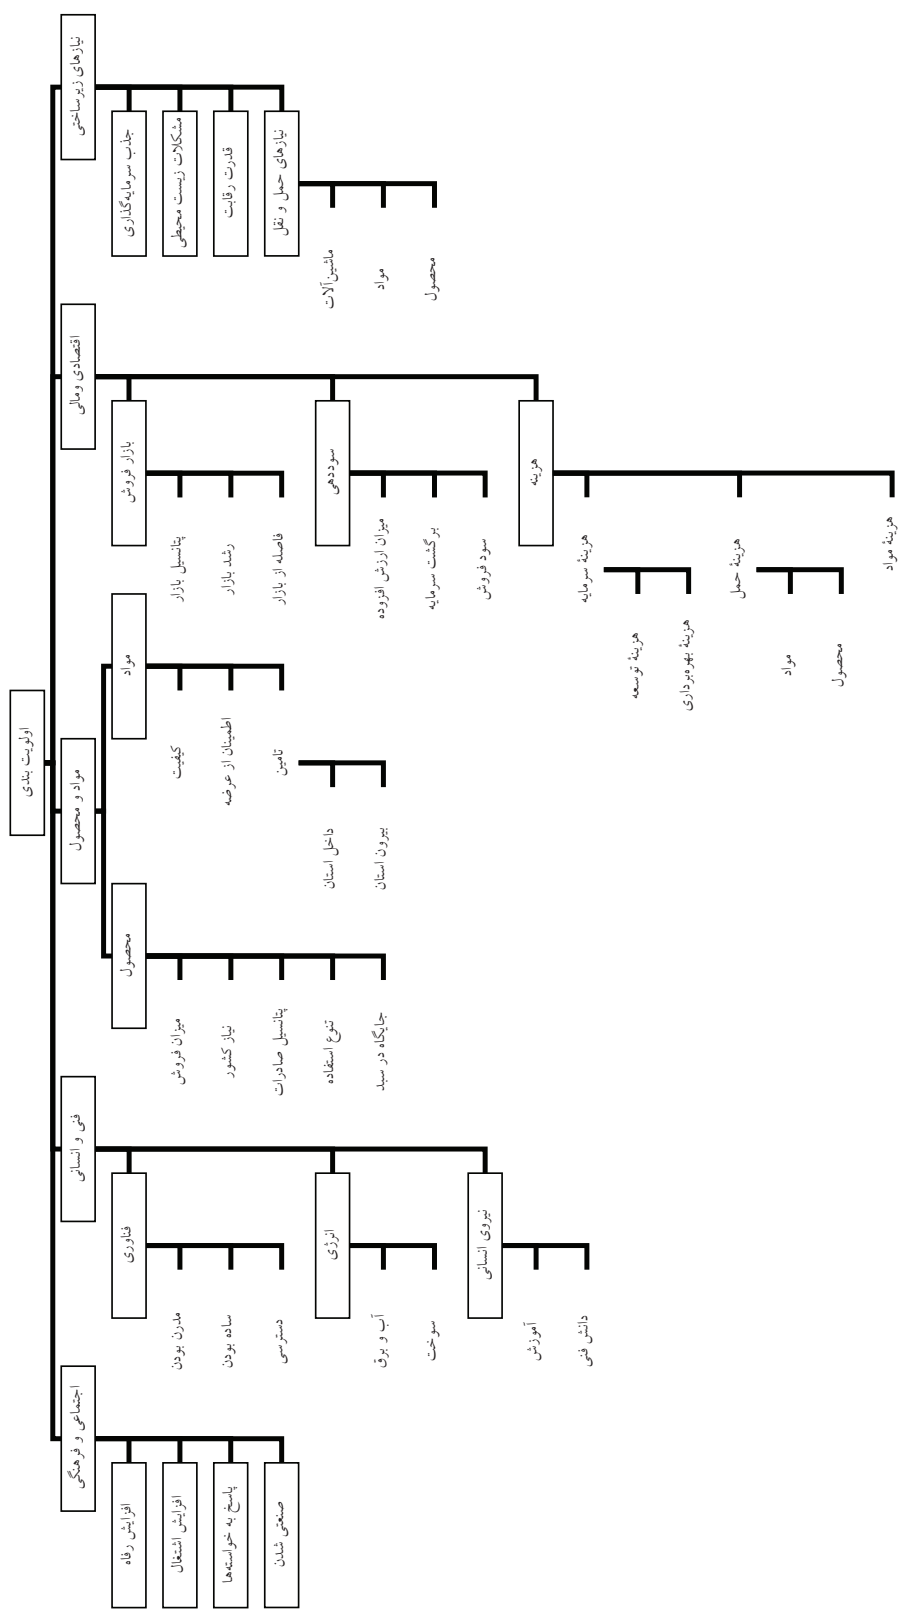 اولویت بندی
نیازهای زیرساختی
جذب سرمایه‌گذاری
مشکلات زیست محیطی
قدرت رقابت
نیازهای حمل و نقل
ماشین‌آلات
مواد
محصول
اقتصادی ومالی
بازار فروش
پتانسیل بازار
رشد بازار
فاصله از بازار
سوددهی
میزان ارزش افزوده
برگشت سرمایه
سود فروش
هزینه
هزینهٔ سرمایه
هزینهٔ توسعه
هزینهٔ بهره‌برداری
هزینهٔ حمل
مواد
محصول
هزینهٔ مواد
مواد و محصول
مواد
کیفیت
اطمینان از عرضه
تامین
داخل استان
بیرون استان
محصول
میزان فروش
نیاز کشور
پتانسیل صادرات
تنوع استفاده
جایگاه در سبد
فنی و انسانی
فناوری
مدرن بودن
ساده بودن
دسترسی
انرژی
آب و برق
سوخت
نیروی انسانی
آموزش
دانش فنی
اجتماعی و فرهنگی
افزایش رفاه
افزایش اشتغال
پاسخ به خواسته‌ها
صنعتی شدن